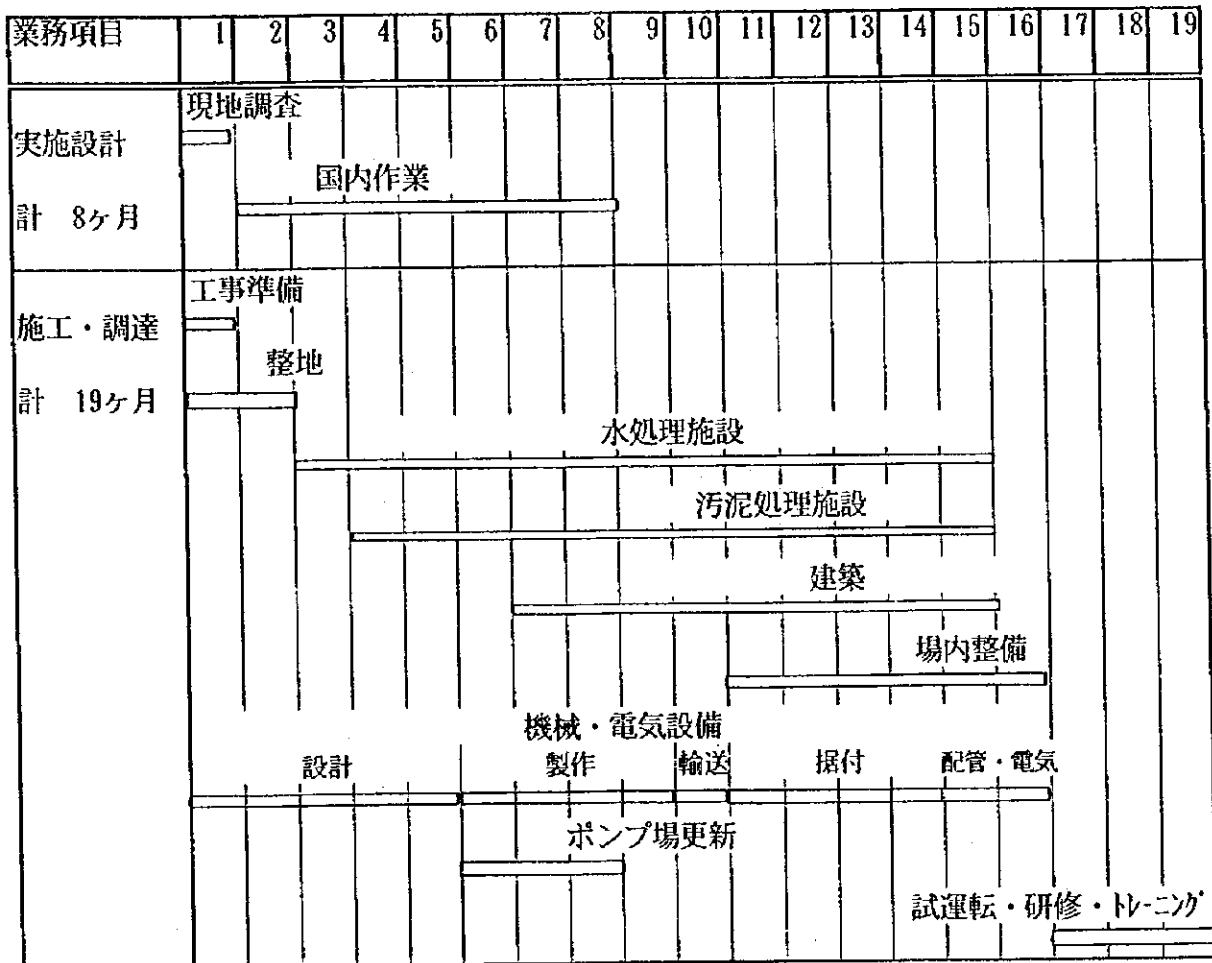 業務項目 1 2 3 4 5 6 7 8 9 10 11 12 13 14 15 16 17 18 19
現地調査
実施設計
国内作業
計 8ヶ月
工事準備
施工・調達
整地
計 19ヶ月
水処理施設
汚泥処理施設
建築
場内整備
機械・電気設備
設計 製作 輸送 据付 配管・電気
ポンプ場更新
試運転・研修・トレーニング